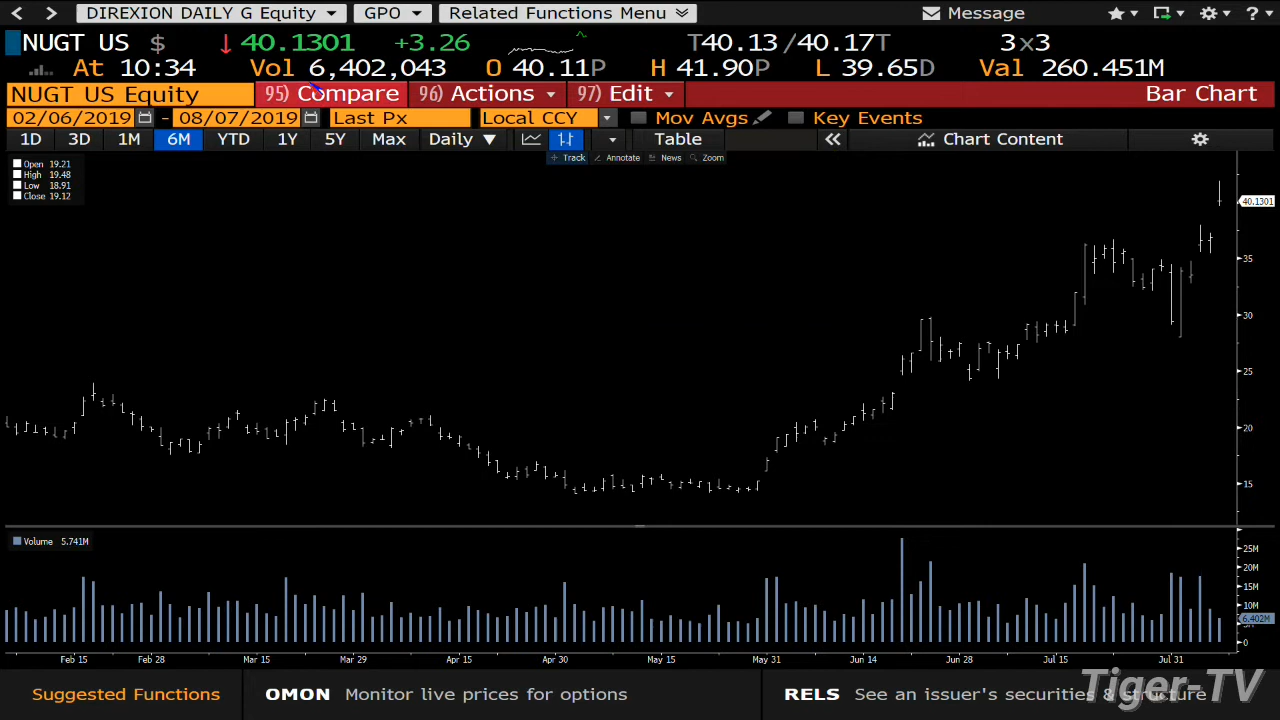 DIREXION DAILY G Equity GPO Related Functions Menu Message ?
NUGT US $ ↓40.1301 +3.26 T40.13/40.17T 3x3
At 10:34 Vol 6,402,043 O 40.11P H 41.90P L 39.65D Val 260.451M
NUGT US Equity 95) Compare 96) Actions 97) Edit Bar Chart
02/06/2019 - 08/07/2019 Last Px Local CCY Mov Avgs Key Events
1D 3D 1M 6M YTD 1Y 5Y Max Daily ▼ Table « Chart Content
Track Annotate News Zoom
Open 19.21
High 19.48
Low 18.91
Close 19.12
40.1301
35
30
25
20
15
Volume 5.741M
25M
20M
15M
10M
6.402M
0
Feb 15 Feb 28 Mar 15 Mar 29 Apr 15 Apr 30 May 15 May 31 Jun 14 Jun 28 Jul 15 Jul 31
Suggested Functions OMON Monitor live prices for options RELS See an issuer's securities & structure
Tiger-TV